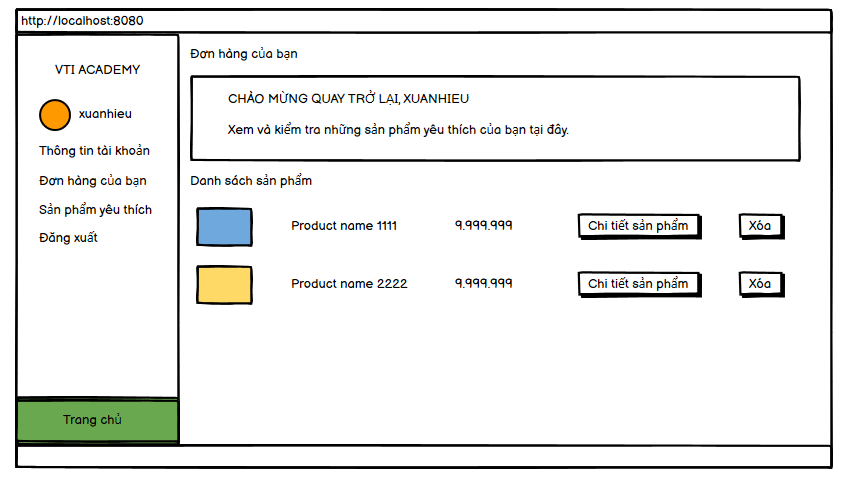 http://localhost:8080
VTI ACADEMY
xuanhieu
Thông tin tài khoản
Đơn hàng của bạn
Sản phẩm yêu thích
Đăng xuất
Trang chủ
Đơn hàng của bạn
CHÀO MỪNG QUAY TRỞ LẠI, XUANHIEU
Xem và kiểm tra những sản phẩm yêu thích của bạn tại đây.
Danh sách sản phẩm
Product name 1111 9.999.999 Chi tiết sản phẩm Xóa
Product name 2222 9.999.999 Chi tiết sản phẩm Xóa